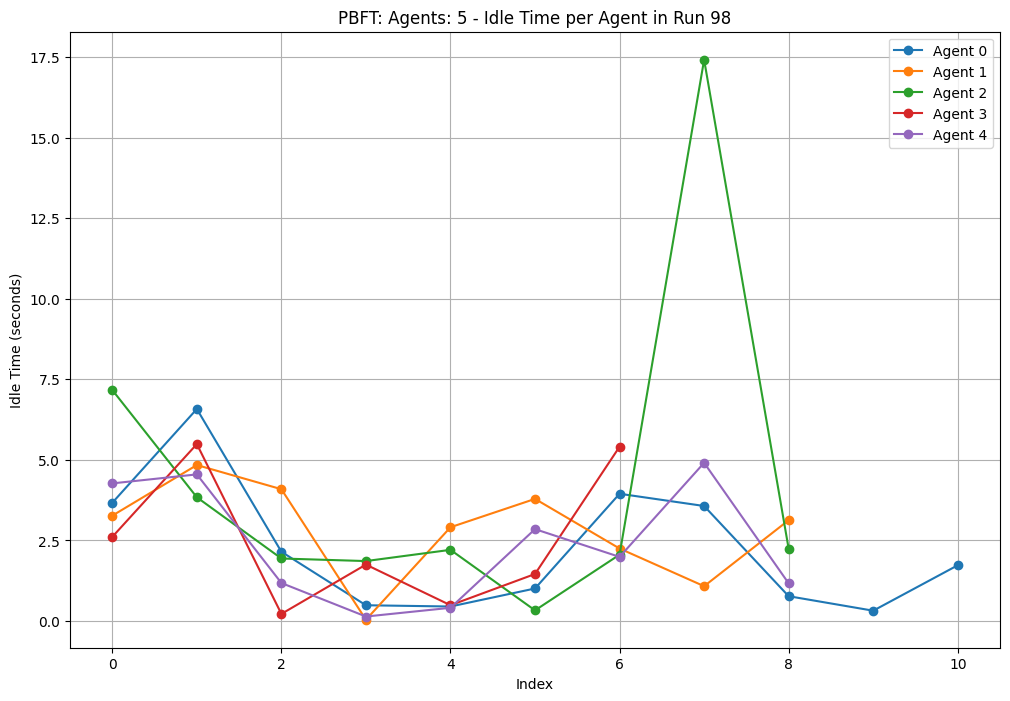 PBFT: Agents: 5 - Idle Time per Agent in Run 98
Agent 0
Agent 1
Agent 2
Agent 3
Agent 4
17.5
15.0
12.5
10.0
7.5
5.0
2.5
0.0
Idle Time (seconds)
0 2 4 6 8 10
Index